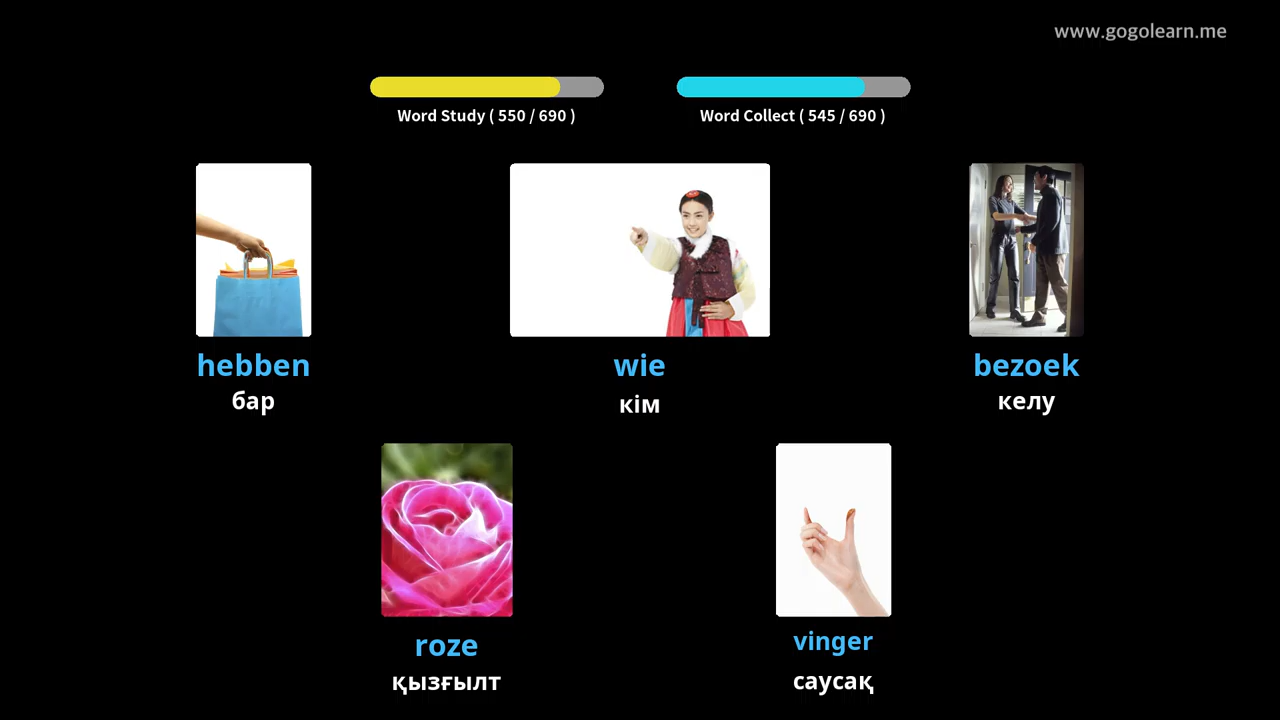 www.gogolearn.me
Word Study ( 550 / 690 )
Word Collect ( 545 / 690 )
hebben
бар
wie
кім
bezoek
келу
roze
қызғылт
vinger
саусақ